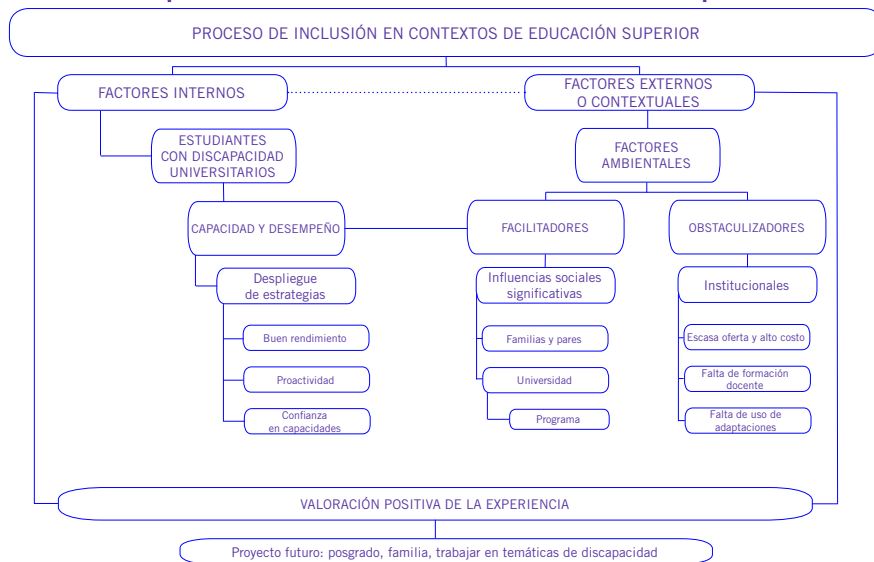 PROCESO DE INCLUSIÓN EN CONTEXTOS DE EDUCACIÓN SUPERIOR
FACTORES INTERNOS
FACTORES EXTERNOS
O CONTEXTUALES
ESTUDIANTES
CON DISCAPACIDAD
UNIVERSITARIOS
FACTORES
AMBIENTALES
CAPACIDAD Y DESEMPEÑO
FACILITADORES
OBSTACULIZADORES
Despliegue
de estrategias
Influencias sociales
significativas
Institucionales
Buen rendimiento
Familias y pares
Escasa oferta y alto costo
Proactividad
Universidad
Falta de formación
docente
Confianza
en capacidades
Programa
Falta de uso de
adaptaciones
VALORACIÓN POSITIVA DE LA EXPERIENCIA
Proyecto futuro: posgrado, familia, trabajar en temáticas de discapacidad